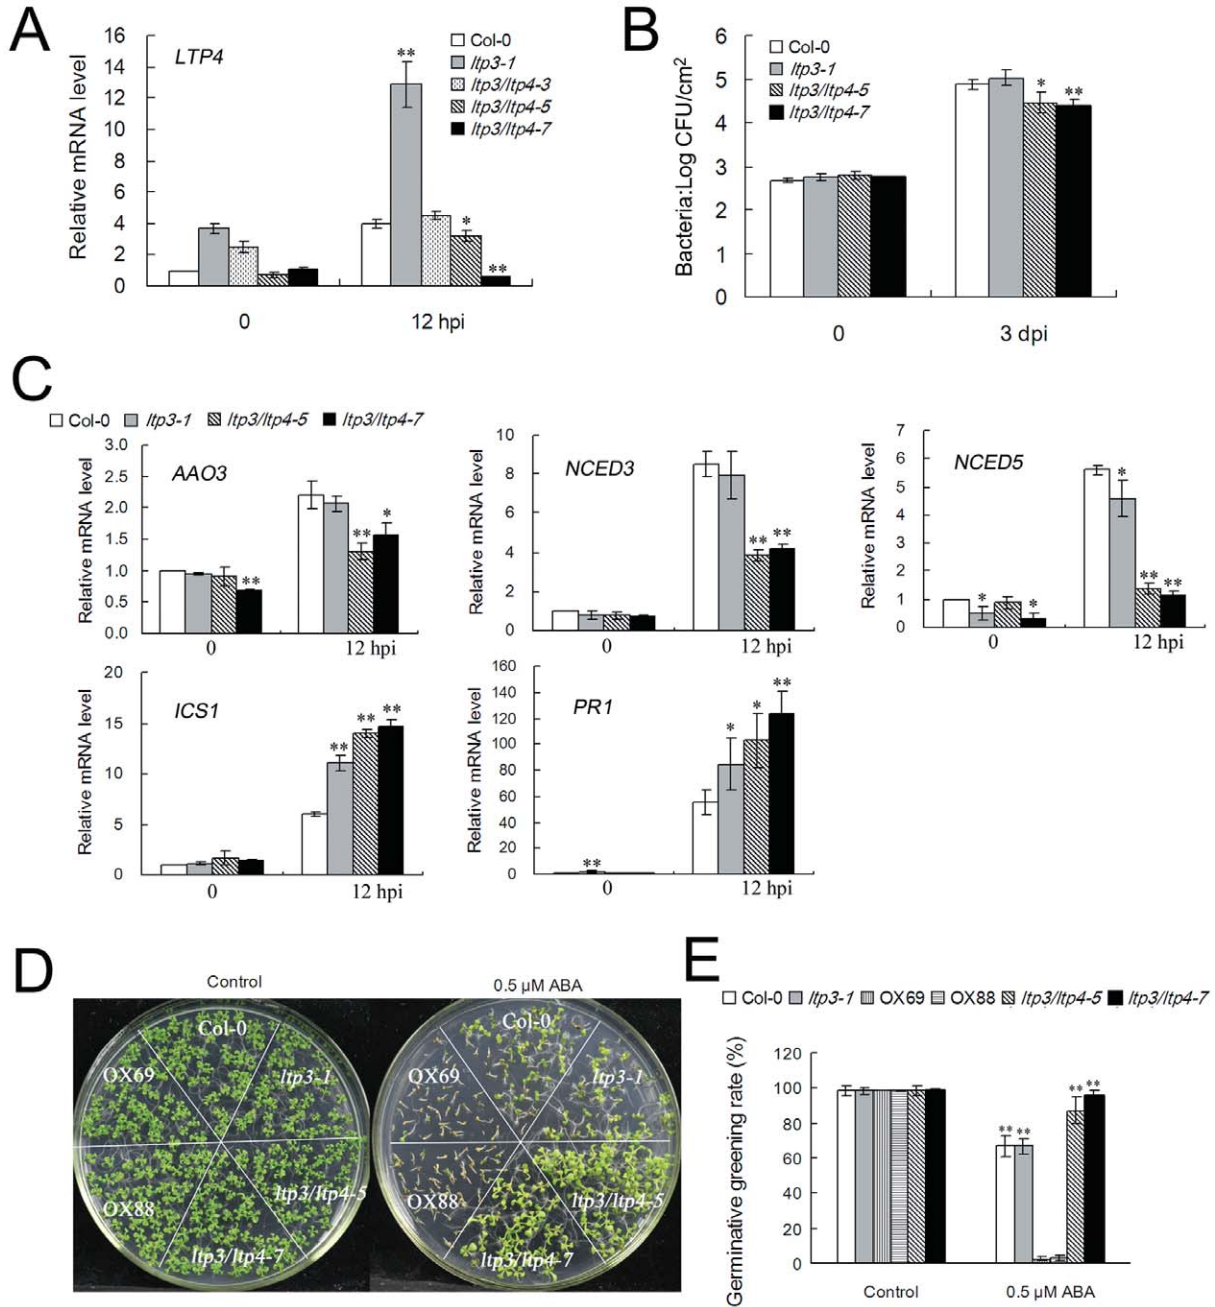 A
LTP4
Relative mRNA level
16
14
12
10
8
6
4
2
0
Col-0
ltp3-1
ltp3/ltp4-3
ltp3/ltp4-5
ltp3/ltp4-7
**
*
**
0
12 hpi
B
Bacteria:Log CFU/cm²
6
5
4
3
2
1
0
Col-0
ltp3-1
ltp3/ltp4-5
ltp3/ltp4-7
*
**
0
3 dpi
C
Col-0 ltp3-1 ltp3/ltp4-5 ltp3/ltp4-7
AAO3
Relative mRNA level
3.0
2.5
2.0
1.5
1.0
0.5
0.0
**
**
*
0
12 hpi
NCED3
Relative mRNA level
10
8
6
4
2
0
**
**
0
12 hpi
NCED5
Relative mRNA level
7
6
5
4
3
2
1
0
*
*
*
**
**
0
12 hpi
ICS1
Relative mRNA level
20
15
10
5
0
**
**
**
0
12 hpi
PR1
Relative mRNA level
160
140
120
100
80
60
40
20
0
**
*
*
**
0
12 hpi
D
Control
0.5 µM ABA
Col-0
OX69
ltp3-1
OX88
ltp3/ltp4-5
ltp3/ltp4-7
Col-0
OX69
ltp3-1
OX88
ltp3/ltp4-5
ltp3/ltp4-7
E
Col-0 ltp3-1 OX69 OX88 ltp3/ltp4-5 ltp3/ltp4-7
Germinative greening rate (%)
120
100
80
60
40
20
0
**
**
**
**
Control
0.5 µM ABA